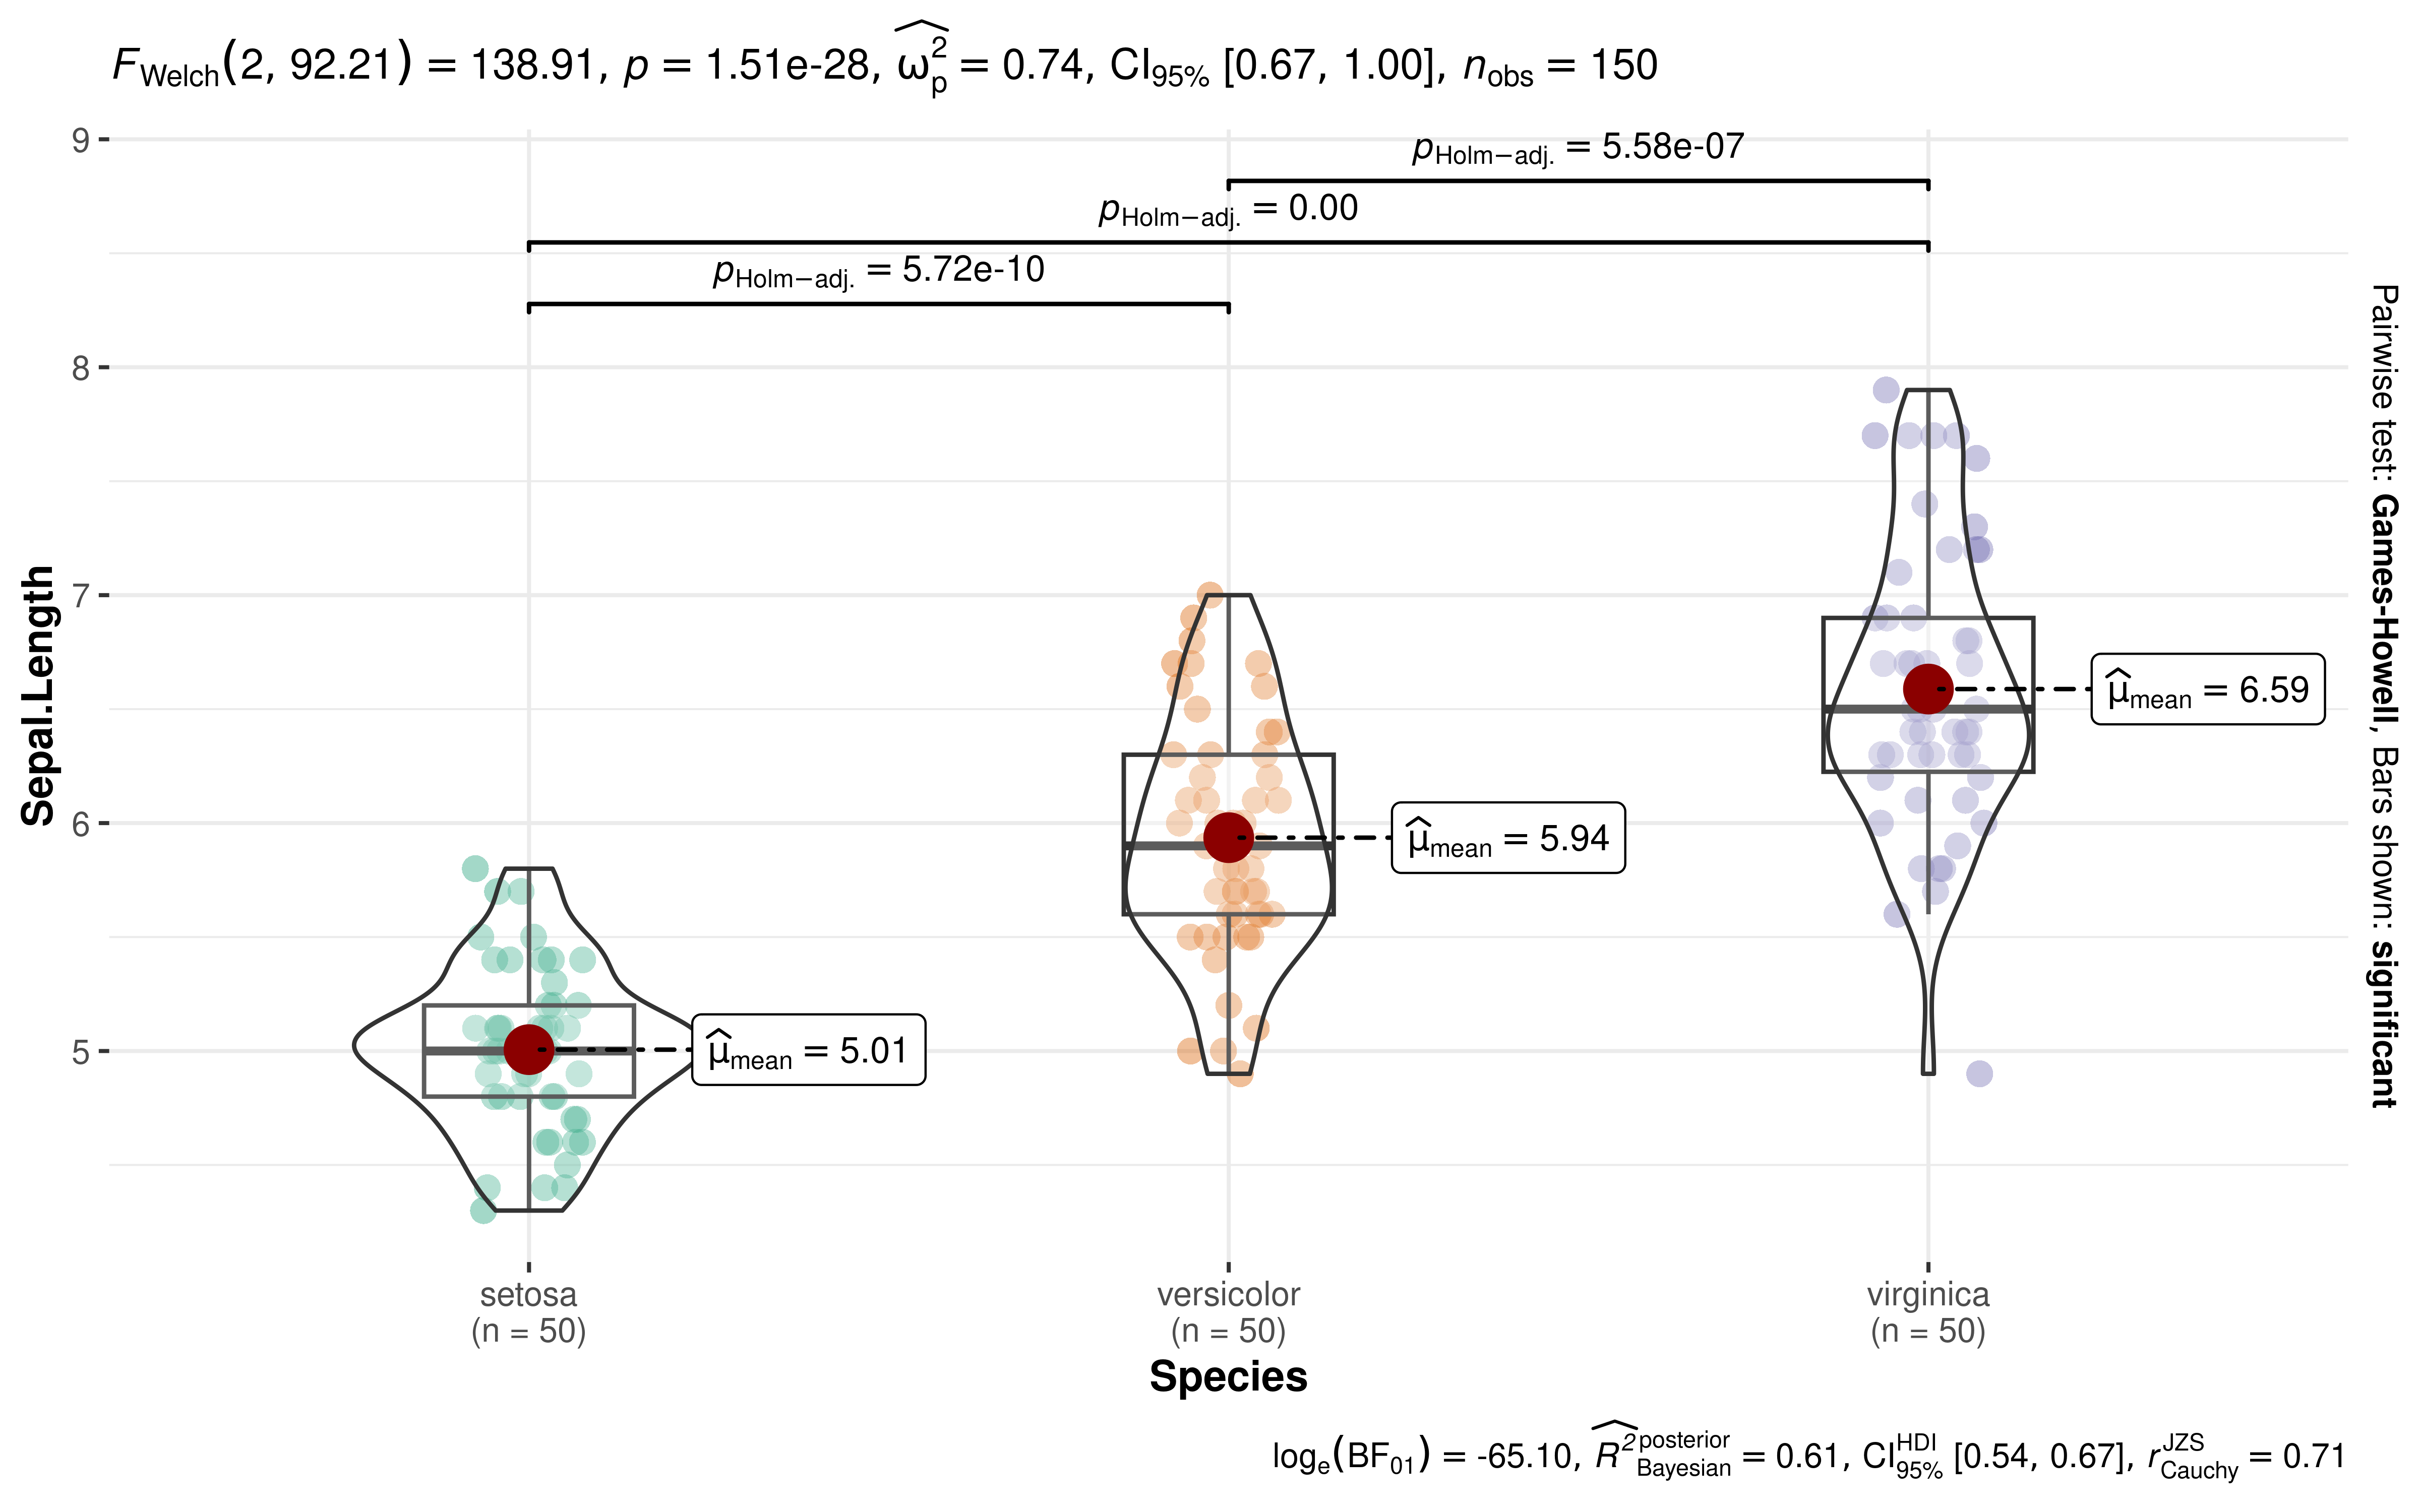 F_Welch(2, 92.21) = 138.91, p = 1.51e-28, ω̂²_p = 0.74, CI_95% [0.67, 1.00], n_obs = 150
9
p_Holm−adj. = 5.58e-07
p_Holm−adj. = 0.00
p_Holm−adj. = 5.72e-10
8
7
6
5
Sepal.Length
μ̂_mean = 5.01
μ̂_mean = 5.94
μ̂_mean = 6.59
Pairwise test: Games-Howell, Bars shown: significant
setosa
(n = 50)
versicolor
(n = 50)
virginica
(n = 50)
Species
log_e(BF_01) = -65.10, R̂²^posterior_Bayesian = 0.61, CI^HDI_95% [0.54, 0.67], r^JZS_Cauchy = 0.71